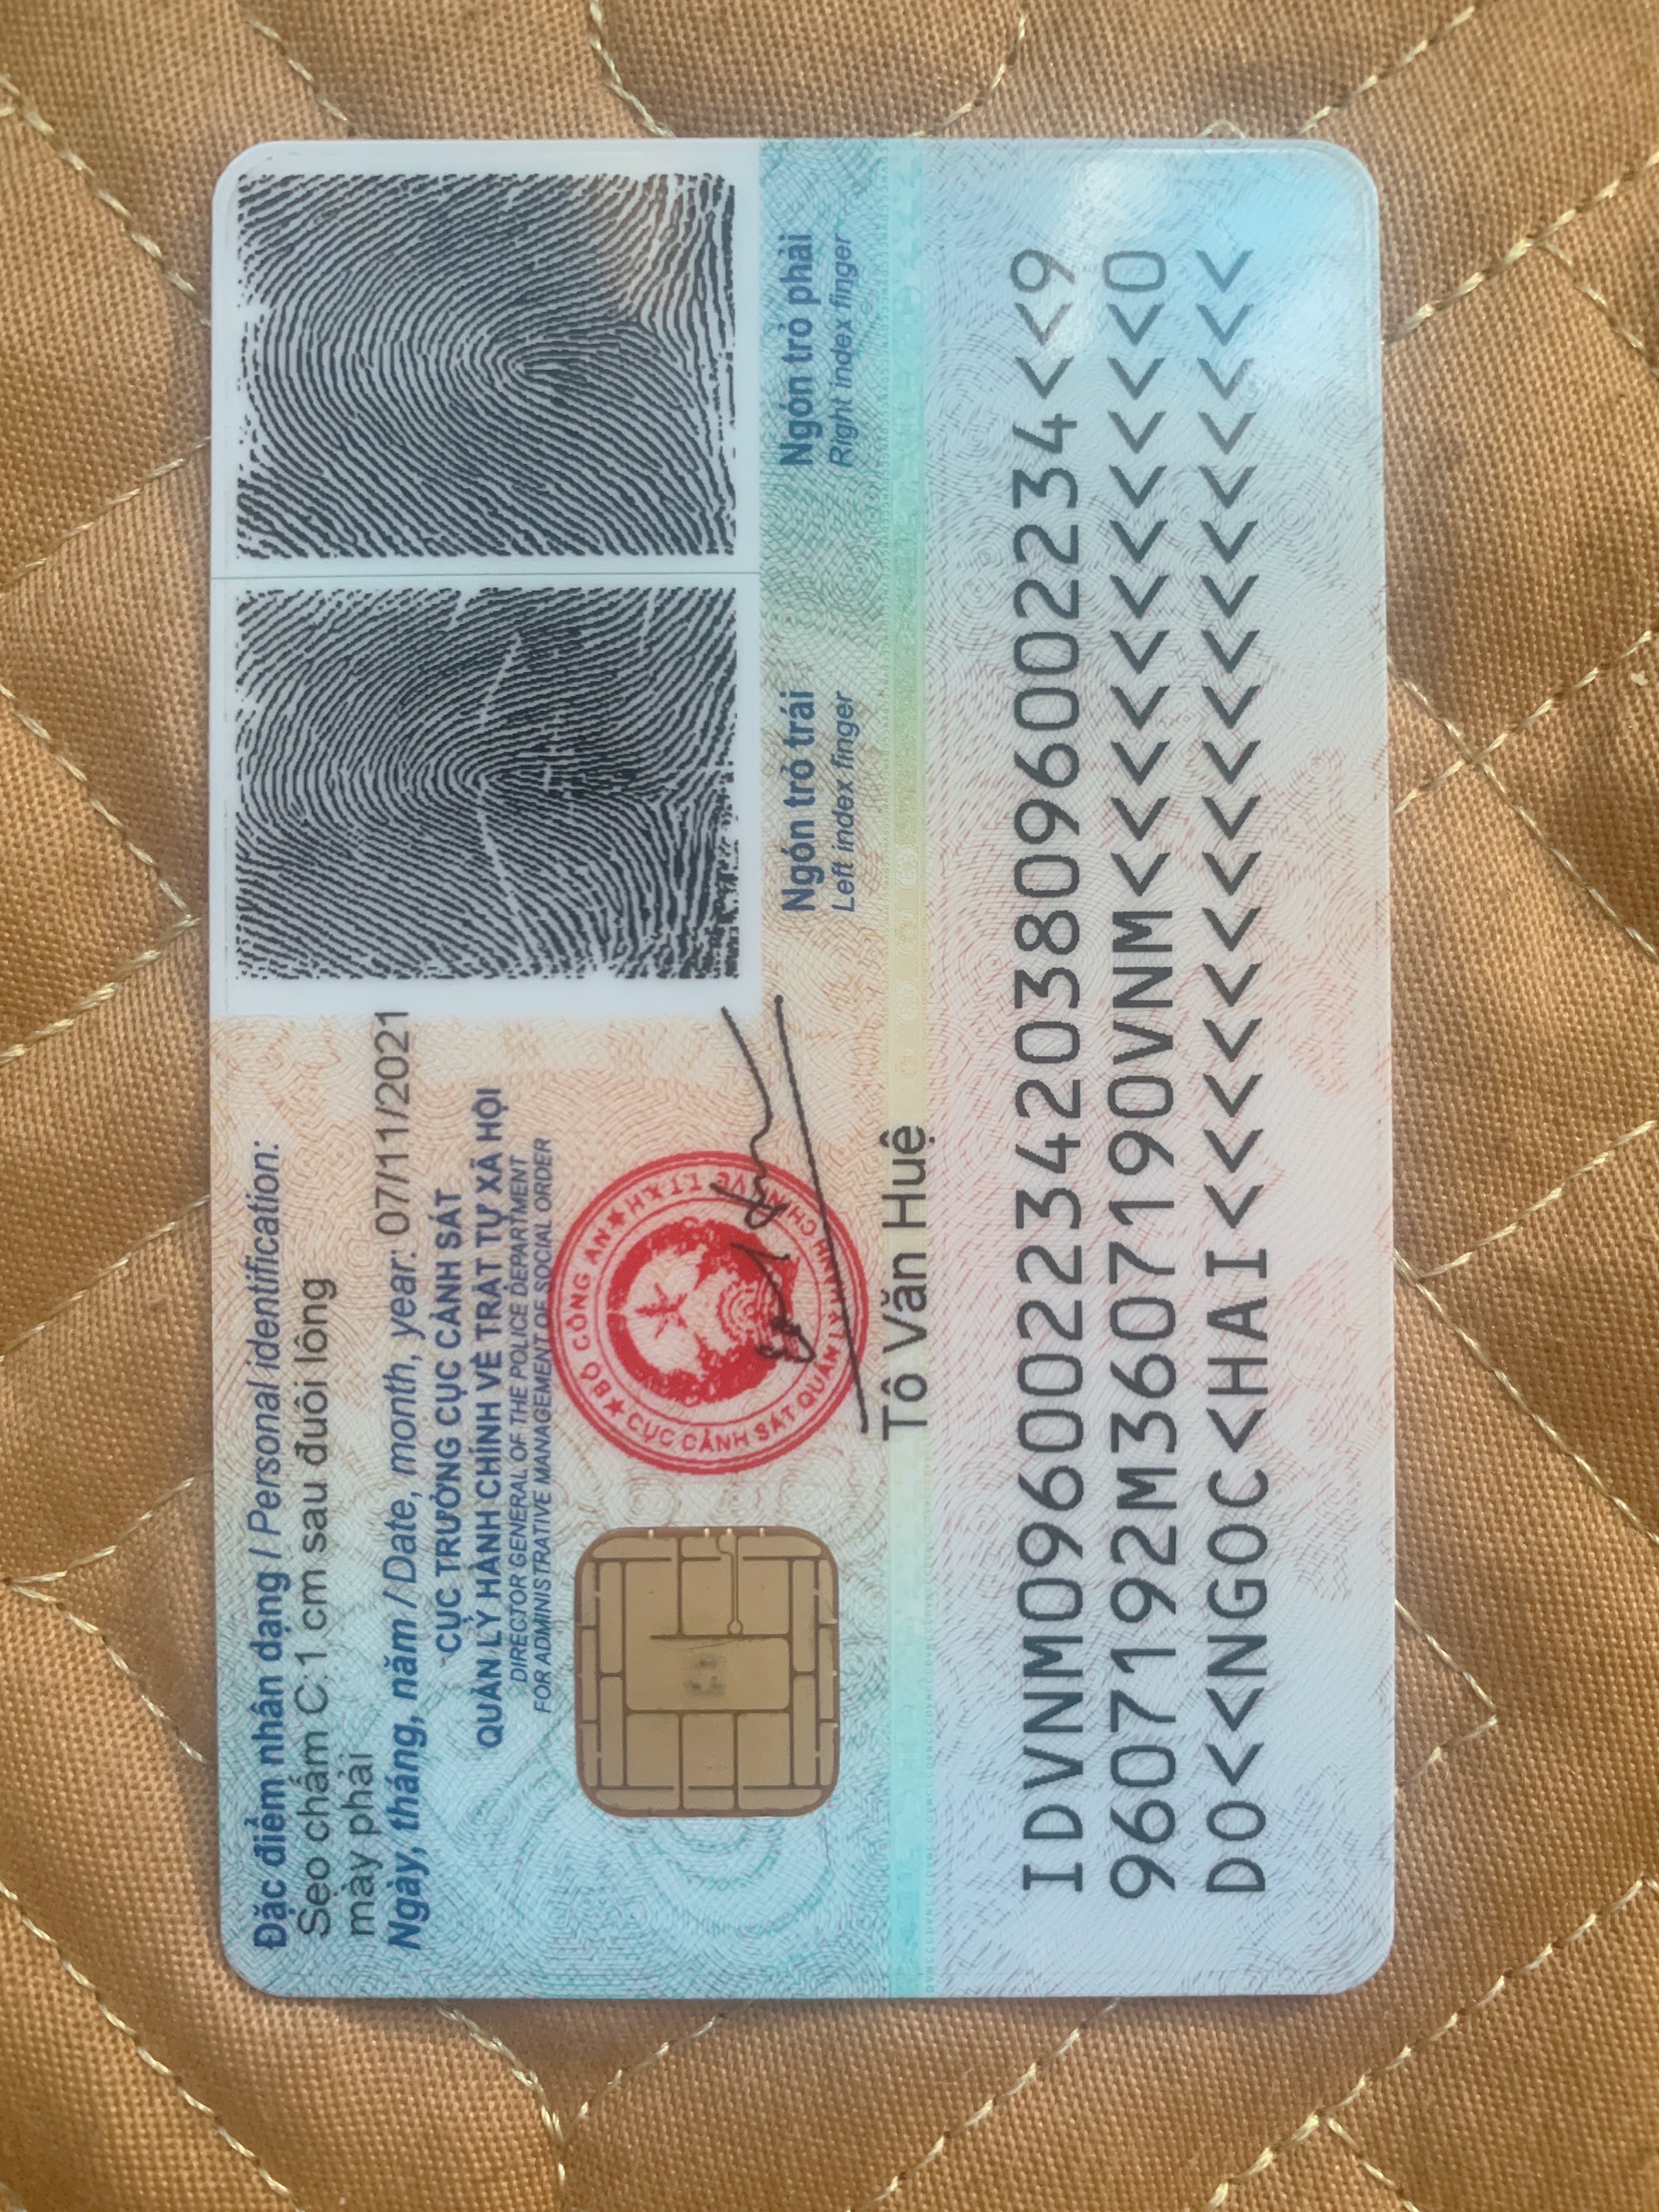 Đặc điểm nhân dạng / Personal identification:
Sẹo chấm C:1 cm sau đuôi lông
mày phải
Ngày, tháng, năm / Date, month, year: 07/11/2021
CỤC TRƯỞNG CỤC CẢNH SÁT
QUẢN LÝ HÀNH CHÍNH VỀ TRẬT TỰ XÃ HỘI
DIRECTOR GENERAL OF THE POLICE DEPARTMENT
FOR ADMINISTRATIVE MANAGEMENT OF SOCIAL ORDER
BỘ CÔNG AN
CỤC CẢNH SÁT QUẢN LÝ HÀNH CHÍNH VỀ TTXH
Tô Văn Huệ
Ngón trỏ trái
Left index finger
Ngón trỏ phải
Right index finger
IDVNM0960022342038096002234<<9
9607192M3607190VNM<<<<<<<<<<<0
DO<<NGOC<HAI<<<<<<<<<<<<<<<<<<